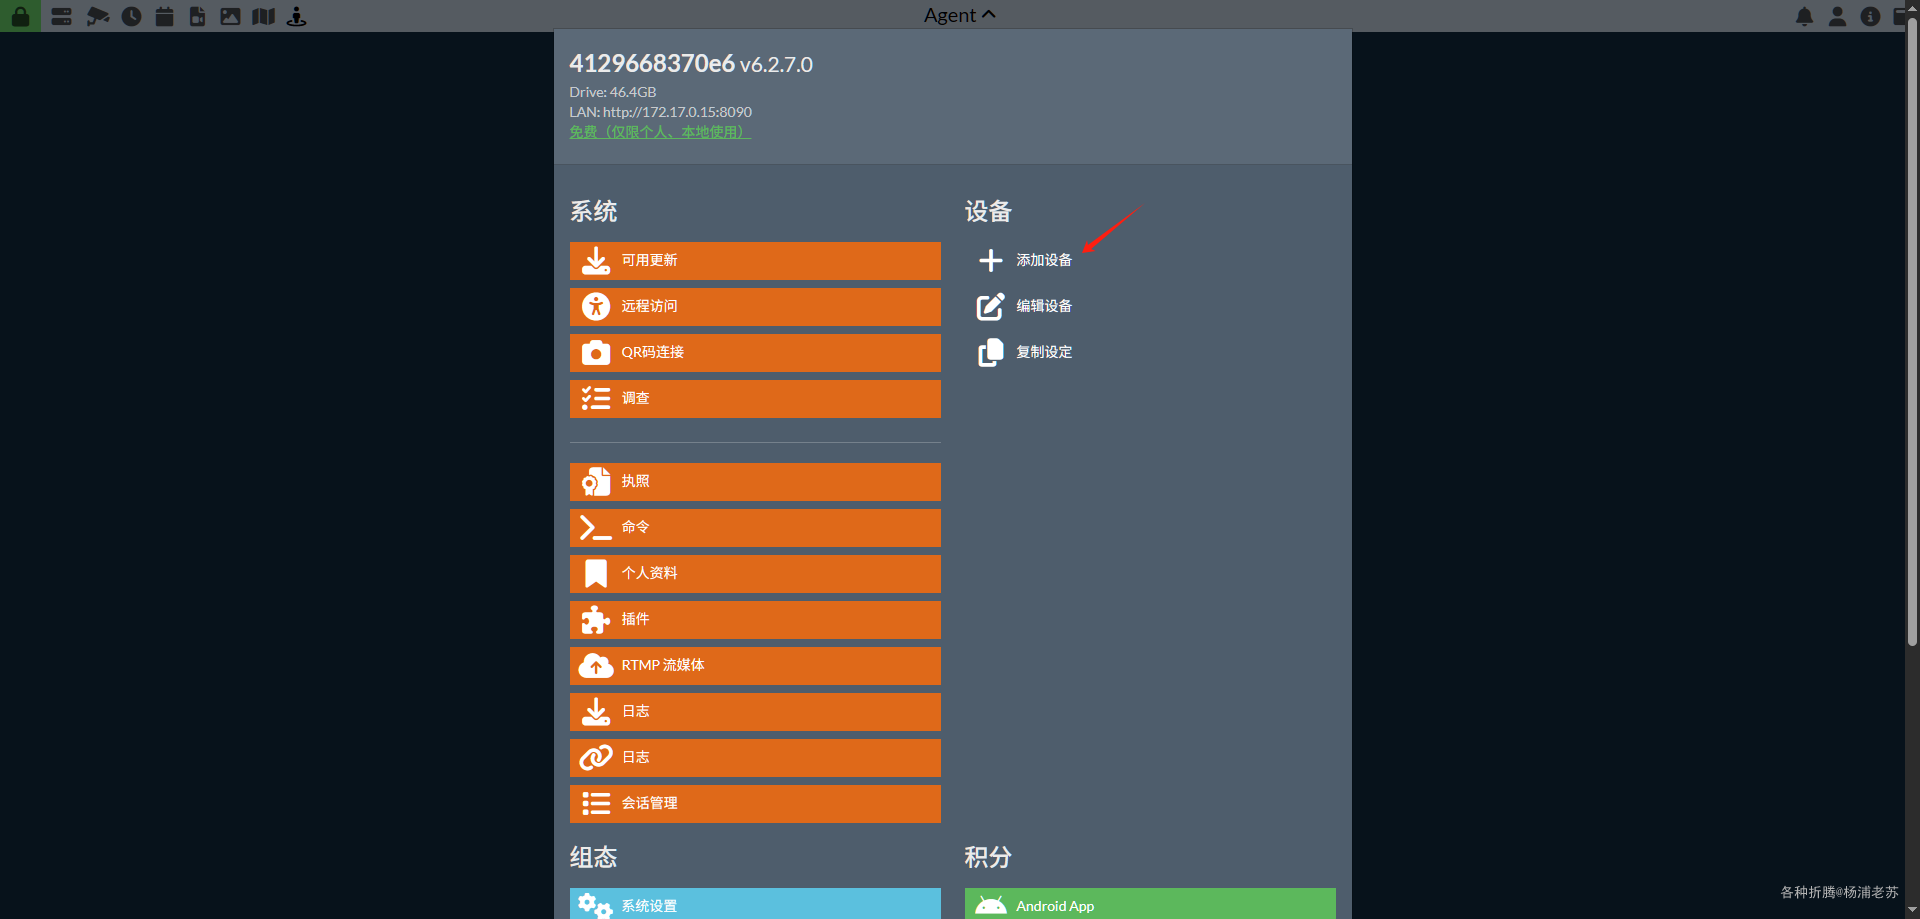 Agent
4129668370e6 v6.2.7.0
Drive: 46.4GB
LAN: http://172.17.0.15:8090
免费（仅限个人、本地使用）
系统
可用更新
远程访问
QR码连接
调查
执照
命令
个人资料
插件
RTMP 流媒体
日志
日志
会话管理
设备
添加设备
编辑设备
复制设定
组态
系统设置
积分
Android App
各种折腾@杨浦老苏